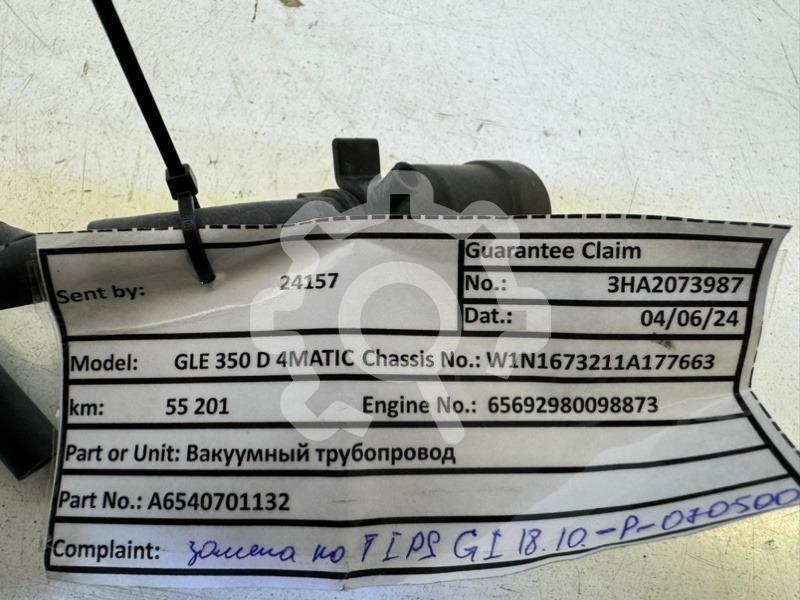 Guarantee Claim
Sent by: 24157
No.: 3HA2073987
Dat.: 04/06/24
Model: GLE 350 D 4MATIC Chassis No.: W1N1673211A177663
km: 55 201 Engine No.: 65692980098873
Part or Unit: Вакуумный трубопровод
Part No.: A6540701132
Complaint: замена по TIPS GI 18.10.-P-070500